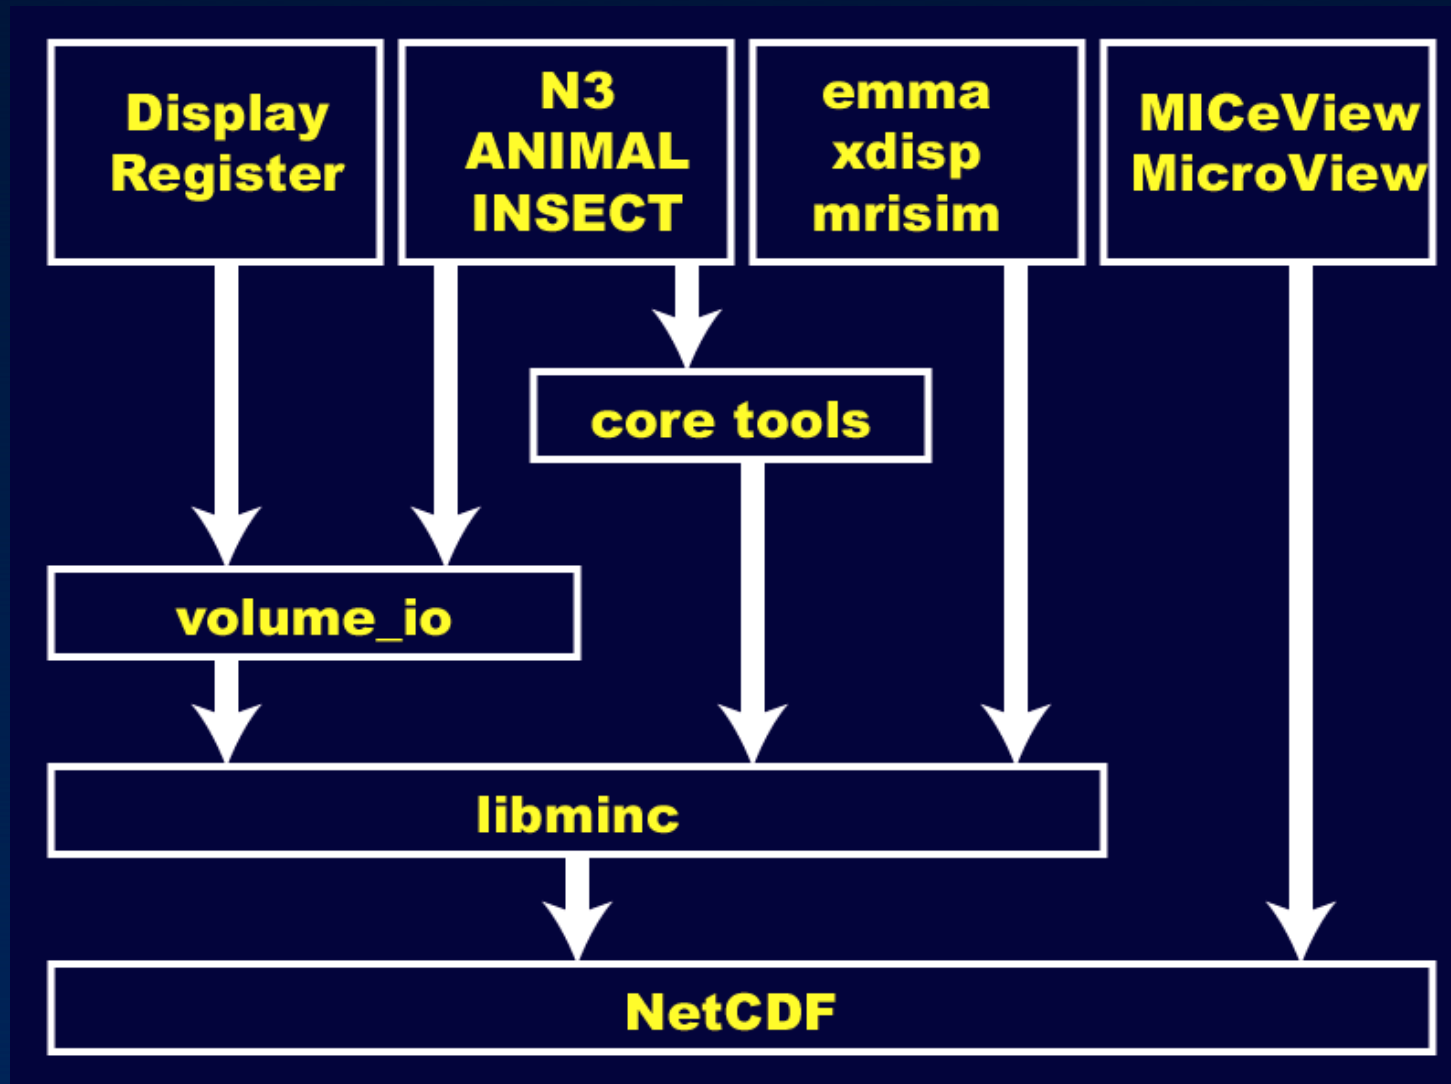 Display
Register
N3
ANIMAL
INSECT
emma
xdisp
mrisim
MICeView
MicroView
core tools
volume_io
libminc
NetCDF